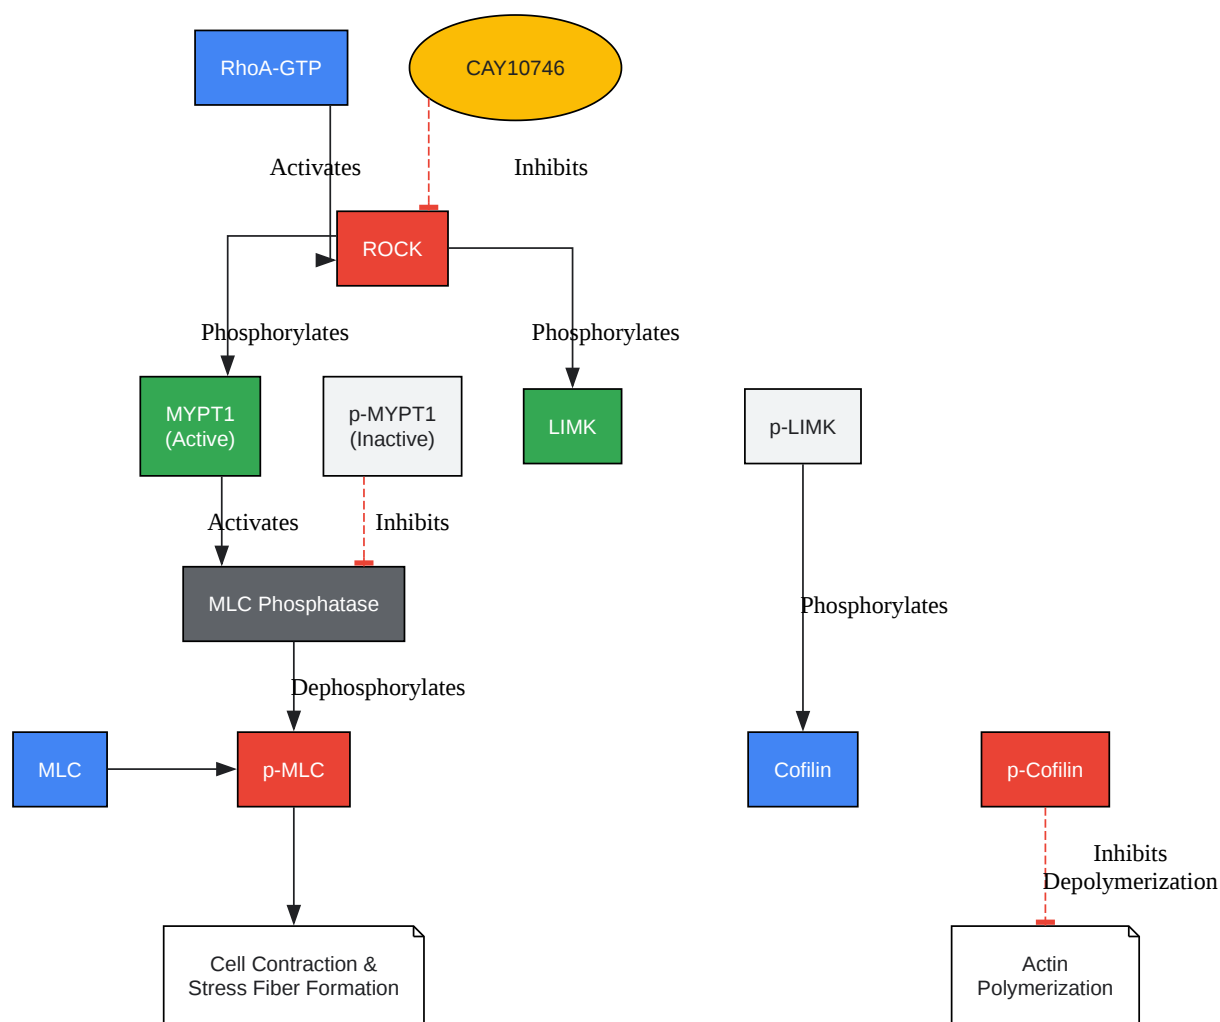 RhoA-GTP
CAY10746
Activates
Inhibits
ROCK
Phosphorylates
Phosphorylates
MYPT1
(Active)
p-MYPT1
(Inactive)
LIMK
p-LIMK
Activates
Inhibits
MLC Phosphatase
Phosphorylates
Dephosphorylates
MLC
p-MLC
Cofilin
p-Cofilin
Inhibits
Depolymerization
Cell Contraction &
Stress Fiber Formation
Actin
Polymerization